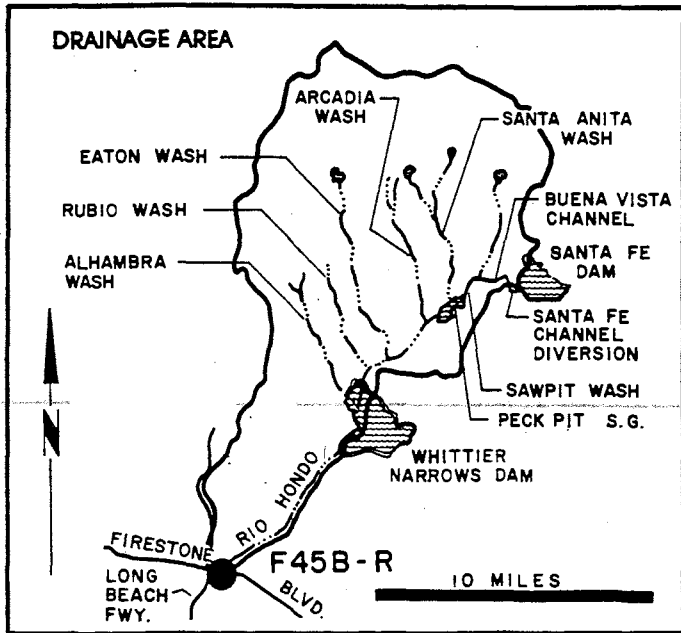 DRAINAGE AREA
ARCADIA
WASH
SANTA ANITA
WASH
EATON WASH
BUENA VISTA
CHANNEL
RUBIO WASH
SANTA FE
DAM
ALHAMBRA
WASH
SANTA FE
CHANNEL
DIVERSION
SAWPIT WASH
PECK PIT S.G.
WHITTIER
NARROWS DAM
N
RIO HONDO
FIRESTONE
BLVD.
F45B-R
LONG
BEACH
FWY.
10 MILES